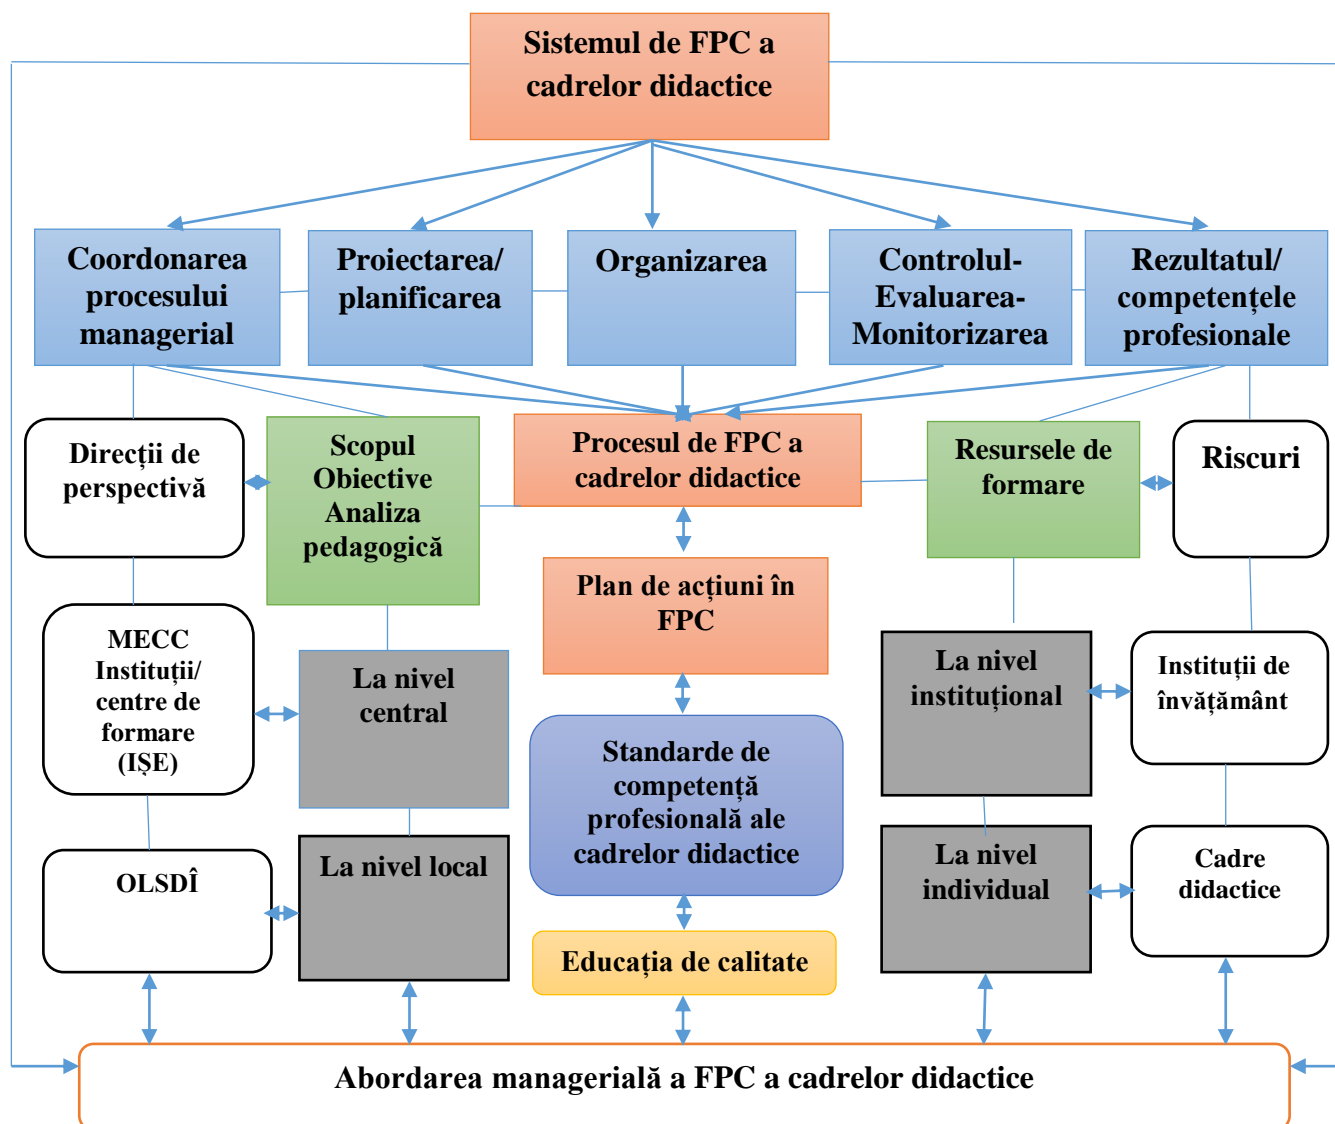 Sistemul de FPC a
cadrelor didactice
Coordonarea
procesului
managerial
Proiectarea/
planificarea
Organizarea
Controlul-
Evaluarea-
Monitorizarea
Rezultatul/
competențele
profesionale
Direcții de
perspectivă
Scopul
Obiective
Analiza
pedagogică
Procesul de FPC a
cadrelor didactice
Resursele de
formare
Riscuri
Plan de acțiuni în
FPC
MECC
Instituții/
centre de
formare
(IȘE)
La nivel
central
La nivel
instituțional
Instituții de
învățământ
Standarde de
competență
profesională ale
cadrelor didactice
OLSDÎ
La nivel local
La nivel
individual
Cadre
didactice
Educația de calitate
Abordarea managerială a FPC a cadrelor didactice